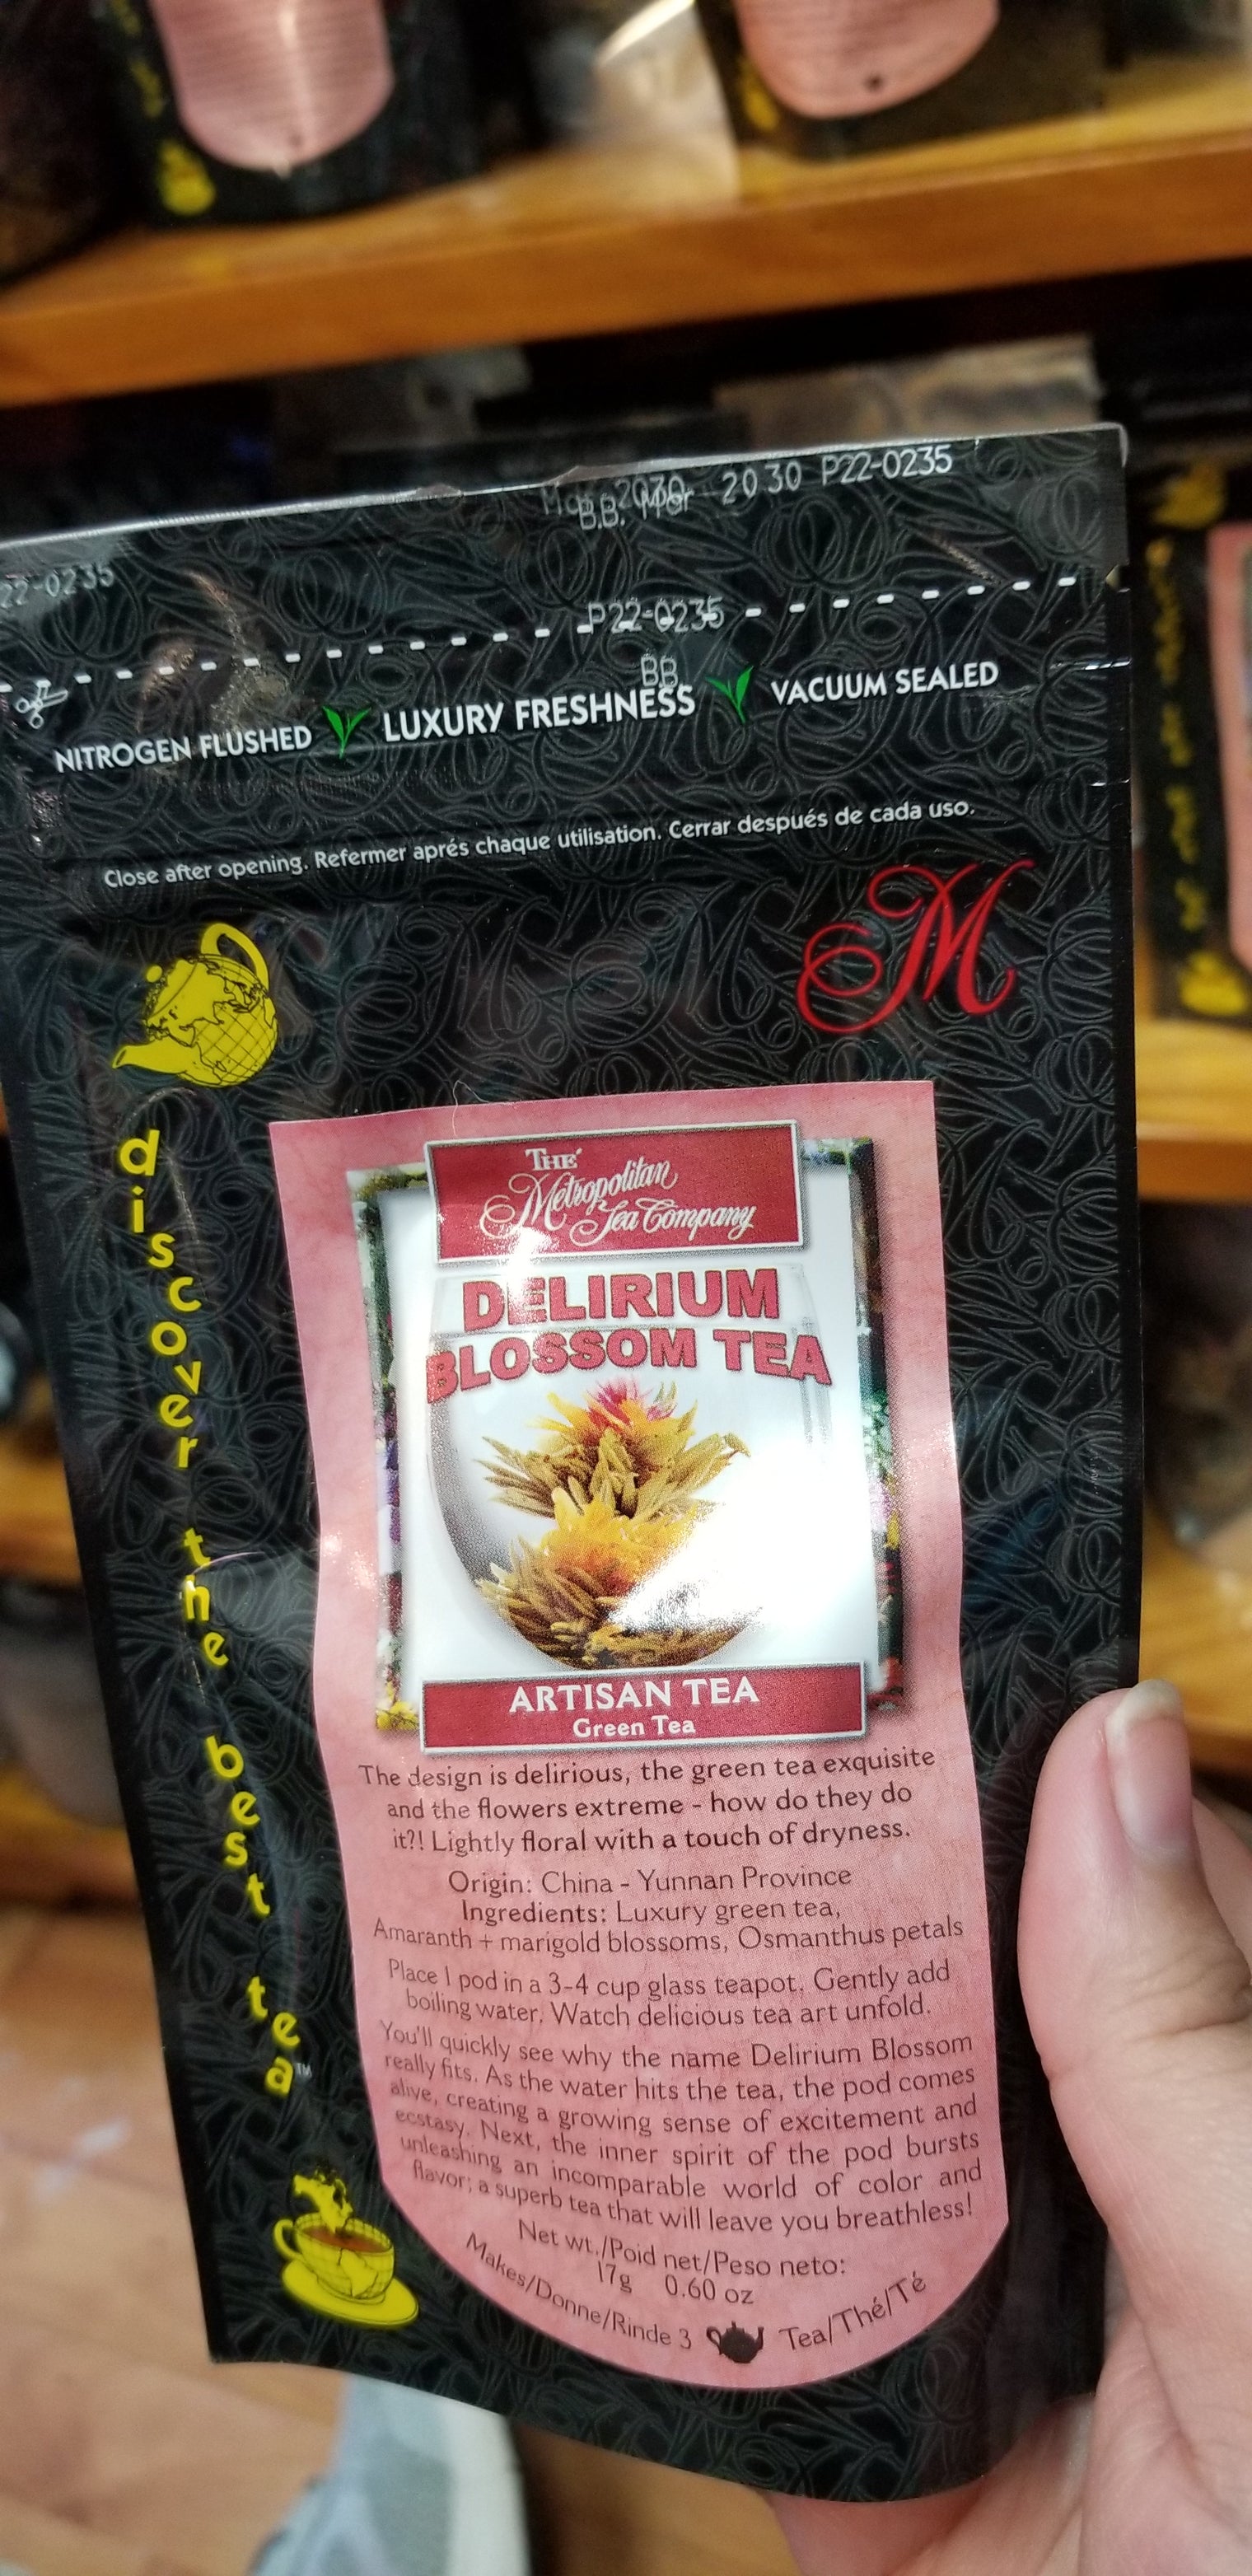 2030 P22-0235
B.B. Mar
22-0235
P22-0235
BB
NITROGEN FLUSHED LUXURY FRESHNESS VACUUM SEALED
Close after opening. Refermer aprés chaque utilisation. Cerrar después de cada uso.
M
discover the best tea™
THE
Metropolitan
Tea Company
DELIRIUM
BLOSSOM TEA
ARTISAN TEA
Green Tea
The design is delirious, the green tea exquisite
and the flowers extreme - how do they do
it?! Lightly floral with a touch of dryness.
Origin: China - Yunnan Province
Ingredients: Luxury green tea,
Amaranth + marigold blossoms, Osmanthus petals
Place 1 pod in a 3-4 cup glass teapot. Gently add
boiling water. Watch delicious tea art unfold.
You'll quickly see why the name Delirium Blossom
really fits. As the water hits the tea, the pod comes
alive, creating a growing sense of excitement and
ecstasy. Next, the inner spirit of the pod bursts
unleashing an incomparable world of color and
flavor; a superb tea that will leave you breathless!
Net wt./Poid net/Peso neto:
17g 0.60 oz
Makes/Donne/Rinde 3 Tea/Thé/Té